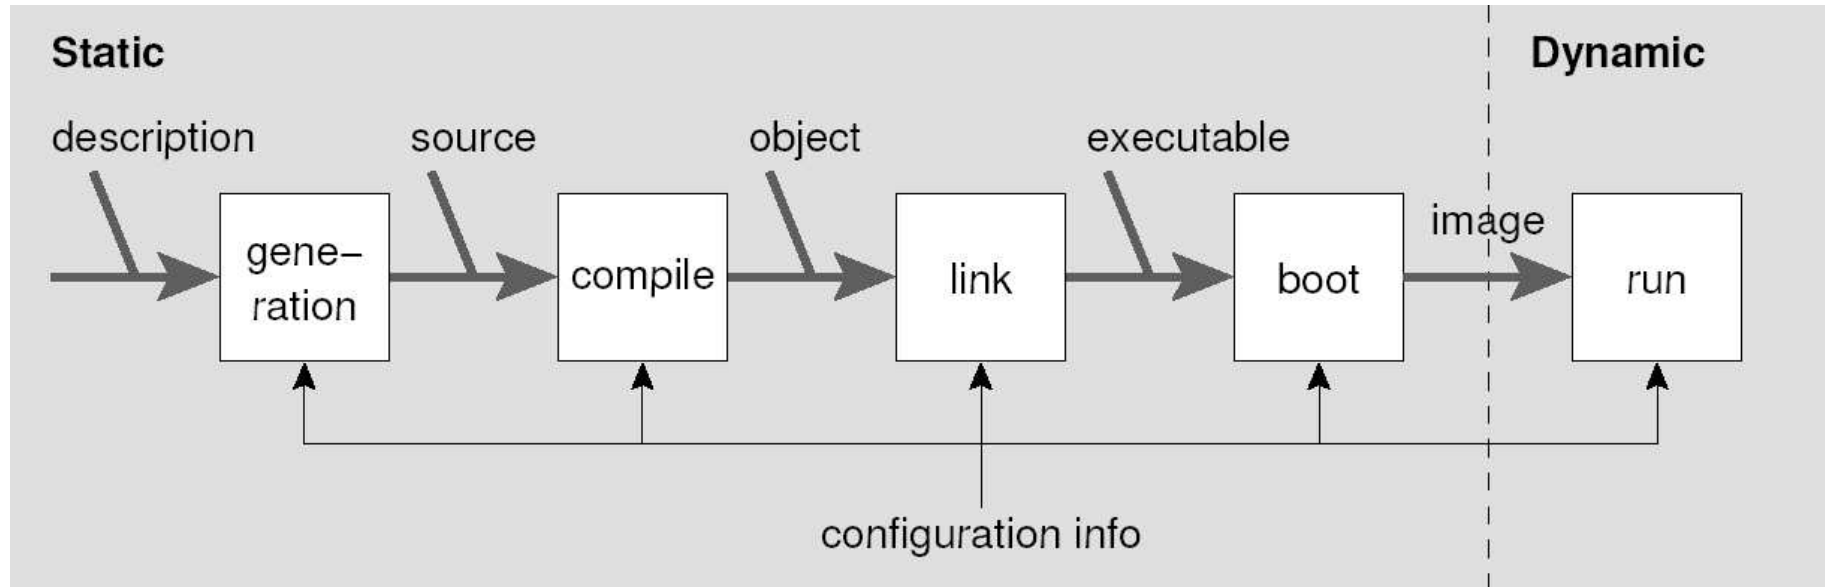 Static
Dynamic
description
source
object
executable
image
gene–
ration
compile
link
boot
run
configuration info